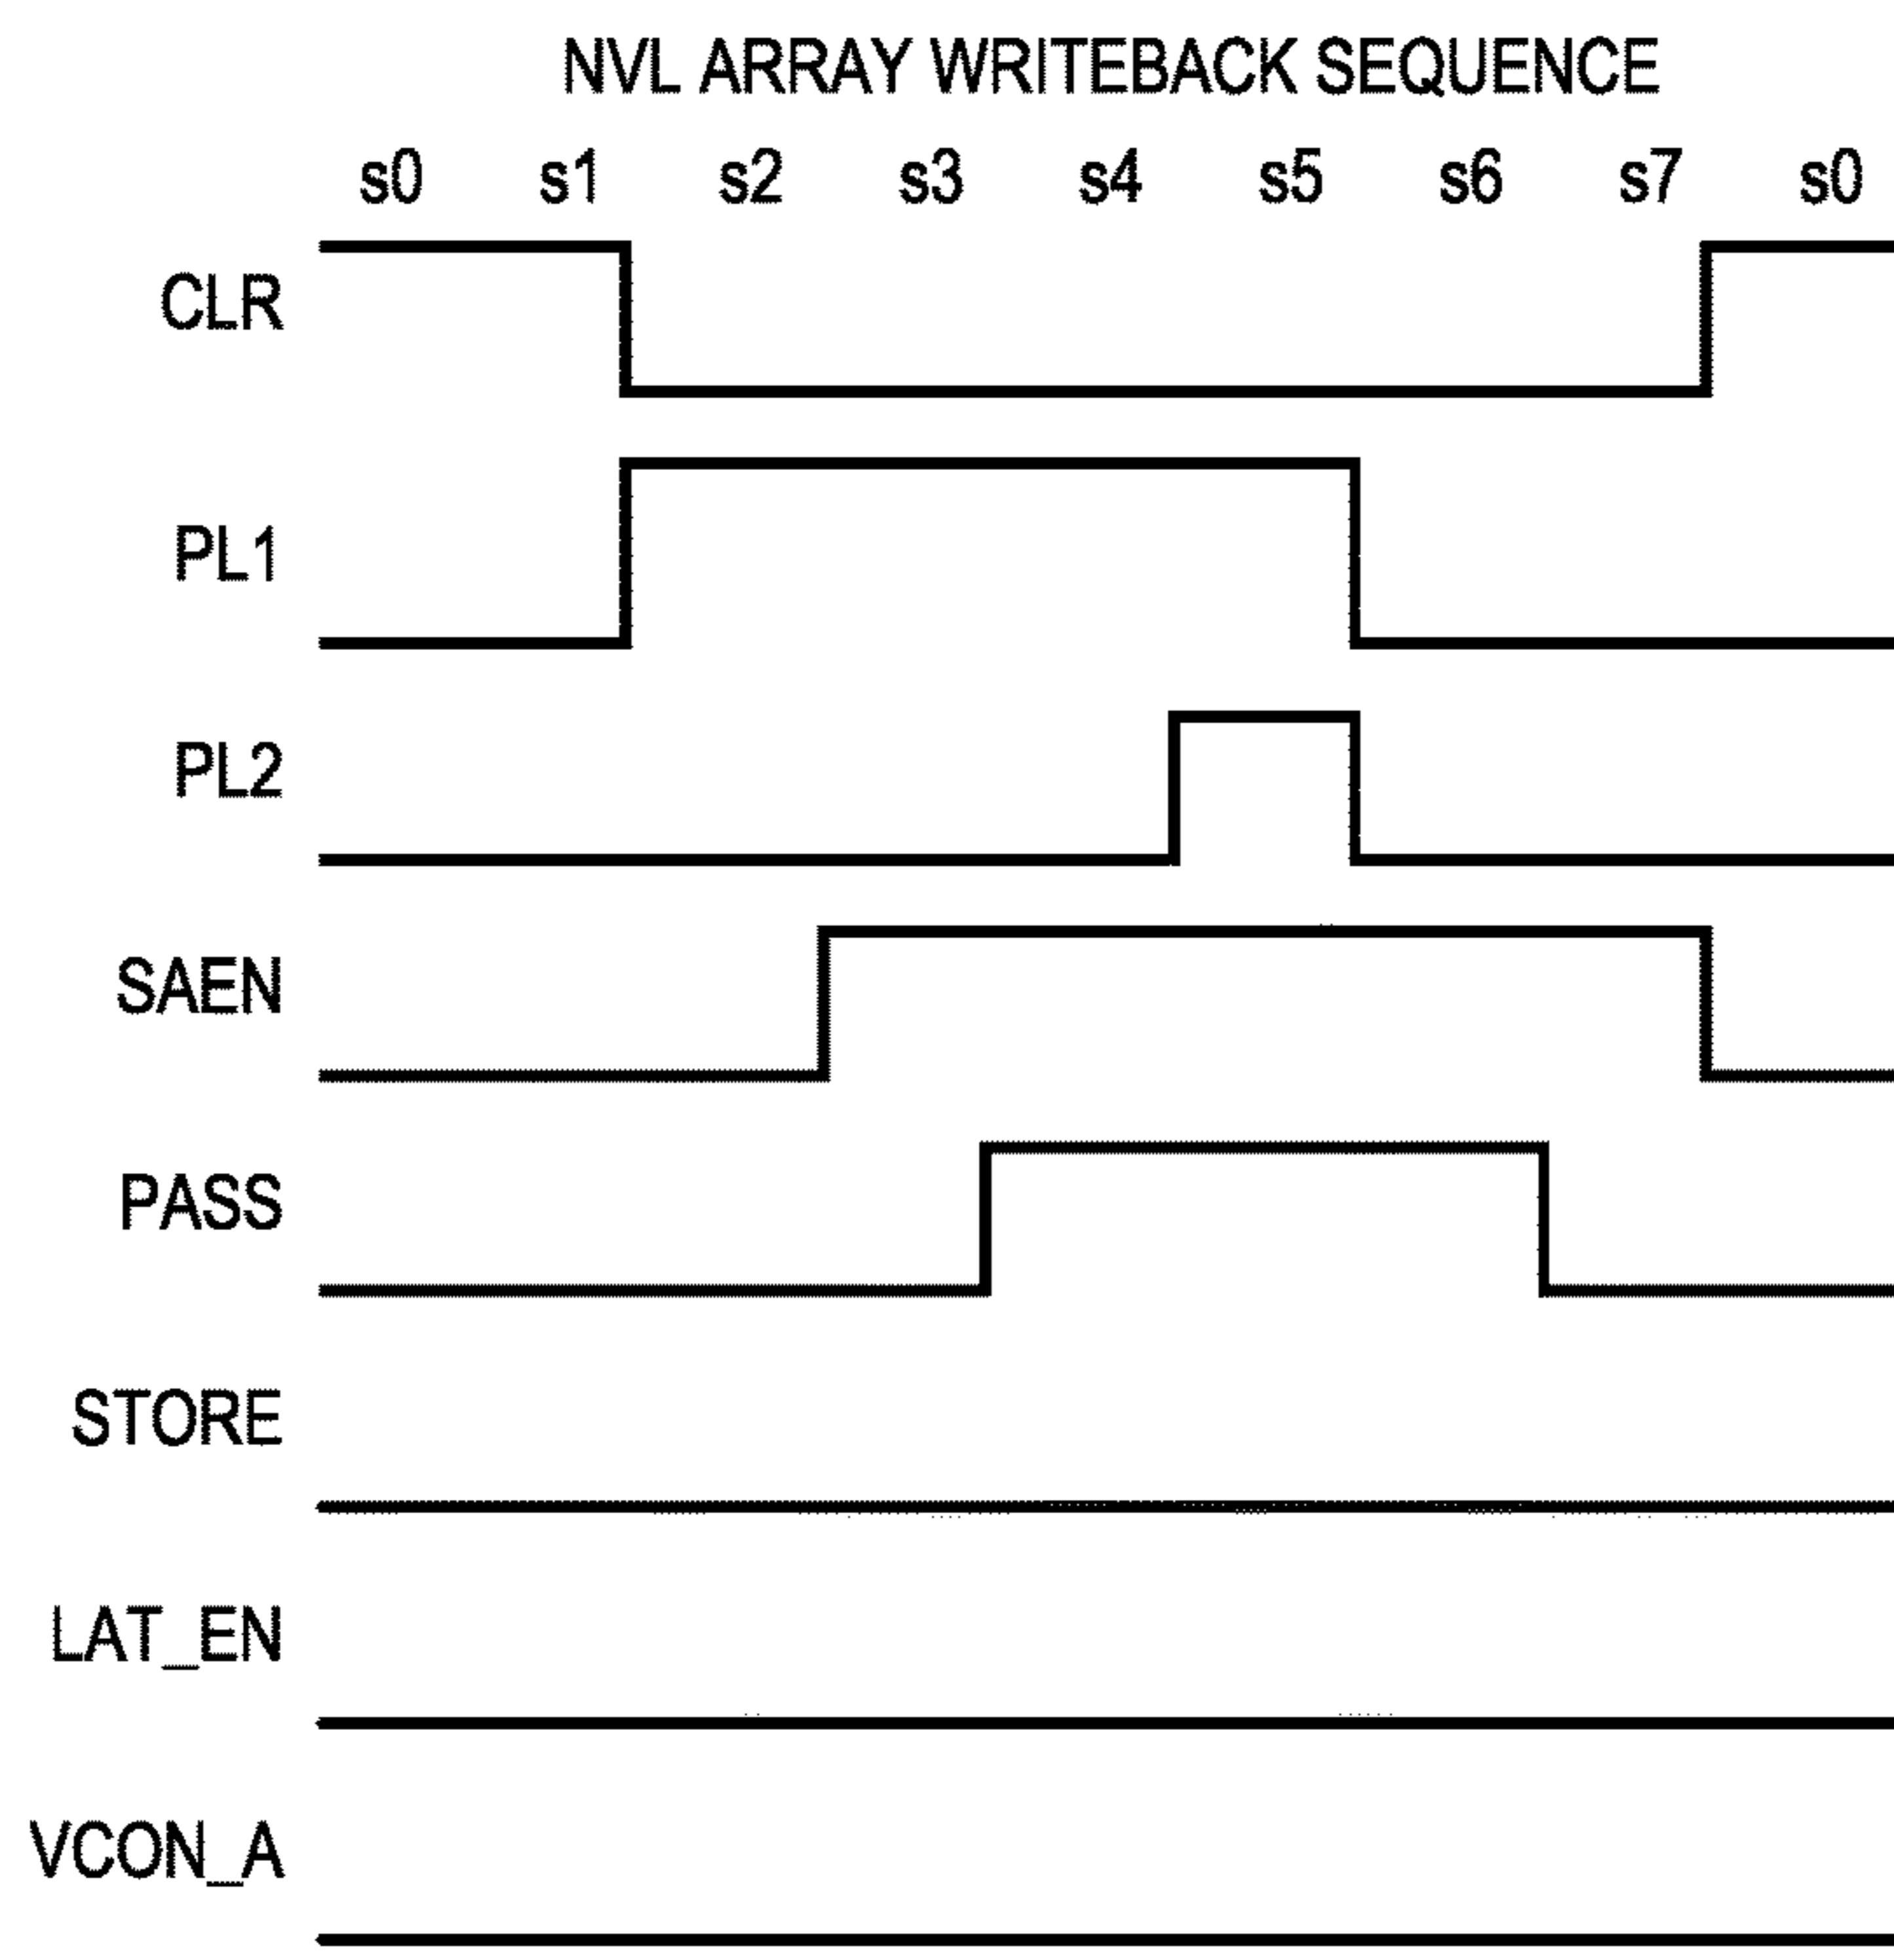 NVL ARRAY WRITEBACK SEQUENCE
s0 s1 s2 s3 s4 s5 s6 s7 s0
CLR
PL1
PL2
SAEN
PASS
STORE
LAT_EN
VCON_A